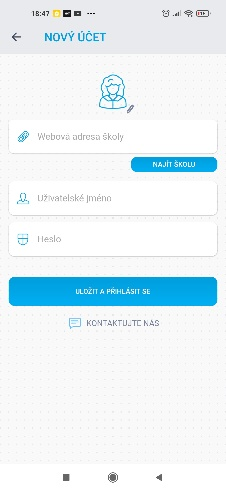 18:47
NOVÝ ÚČET
Webová adresa školy
NAJÍT ŠKOLU
Uživatelské jméno
Heslo
ULOŽIT A PŘIHLÁSIT SE
KONTAKTUJTE NÁS